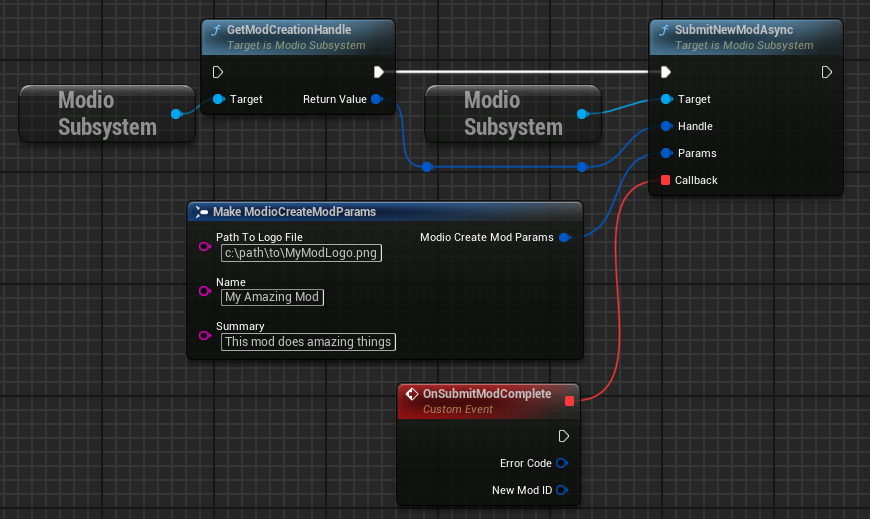 GetModCreationHandle
Target is Modio Subsystem
Target
Return Value
Modio
Subsystem
Modio
Subsystem
SubmitNewModAsync
Target is Modio Subsystem
Target
Handle
Params
Callback
Make ModioCreateModParams
Path To Logo File
c:\path\to\MyModLogo.png
Modio Create Mod Params
Name
My Amazing Mod
Summary
This mod does amazing things
OnSubmitModComplete
Custom Event
Error Code
New Mod ID